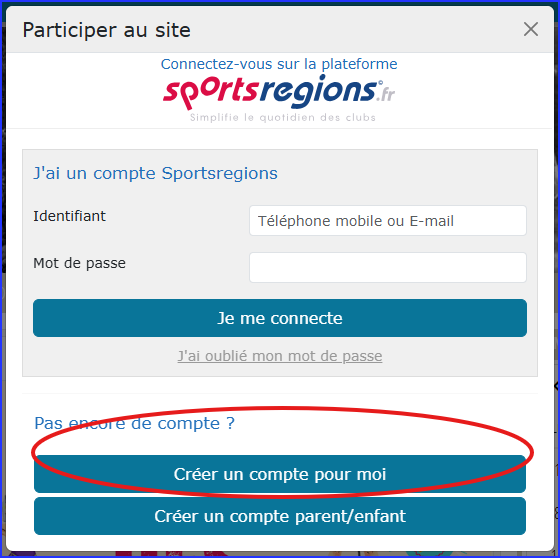 Participer au site
Connectez-vous sur la plateforme
sportsregions.fr
Simplifie le quotidien des clubs
J'ai un compte Sportsregions
Identifiant
Téléphone mobile ou E-mail
Mot de passe
Je me connecte
J'ai oublié mon mot de passe
Pas encore de compte ?
Créer un compte pour moi
Créer un compte parent/enfant